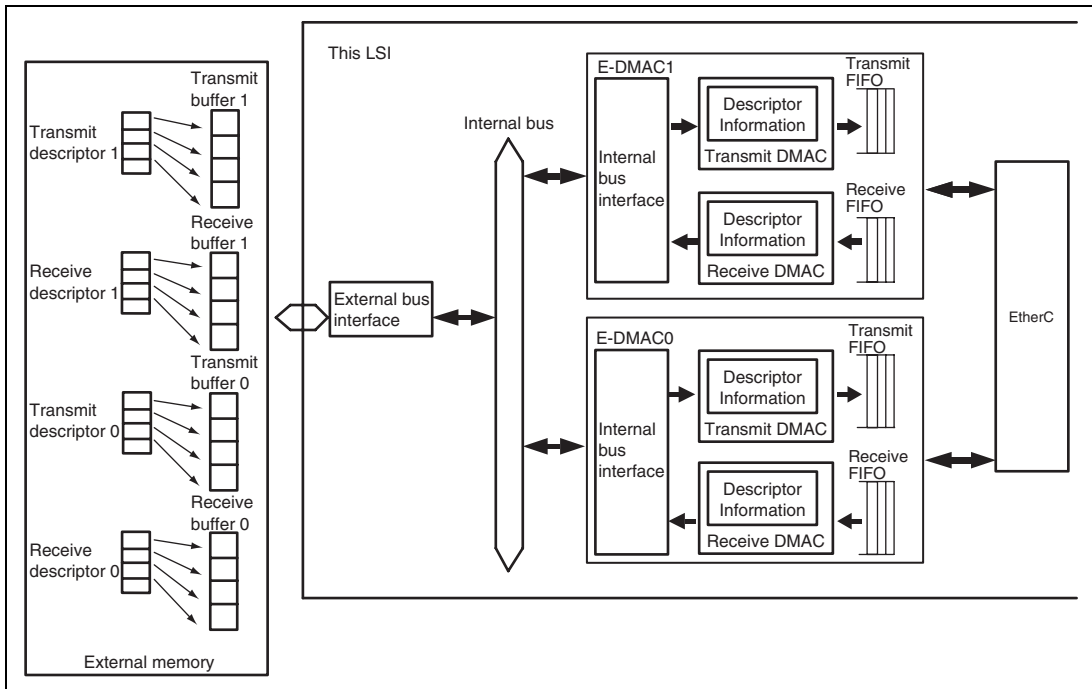 Transmit
buffer 1
Transmit
descriptor 1
Receive
buffer 1
Receive
descriptor 1
Transmit
buffer 0
Transmit
descriptor 0
Receive
buffer 0
Receive
descriptor 0
External memory
This LSI
External bus
interface
Internal bus
E-DMAC1
Internal
bus
interface
Descriptor
Information
Transmit DMAC
Transmit
FIFO
Descriptor
Information
Receive DMAC
Receive
FIFO
E-DMAC0
Internal
bus
interface
Descriptor
Information
Transmit DMAC
Transmit
FIFO
Descriptor
Information
Receive DMAC
Receive
FIFO
EtherC